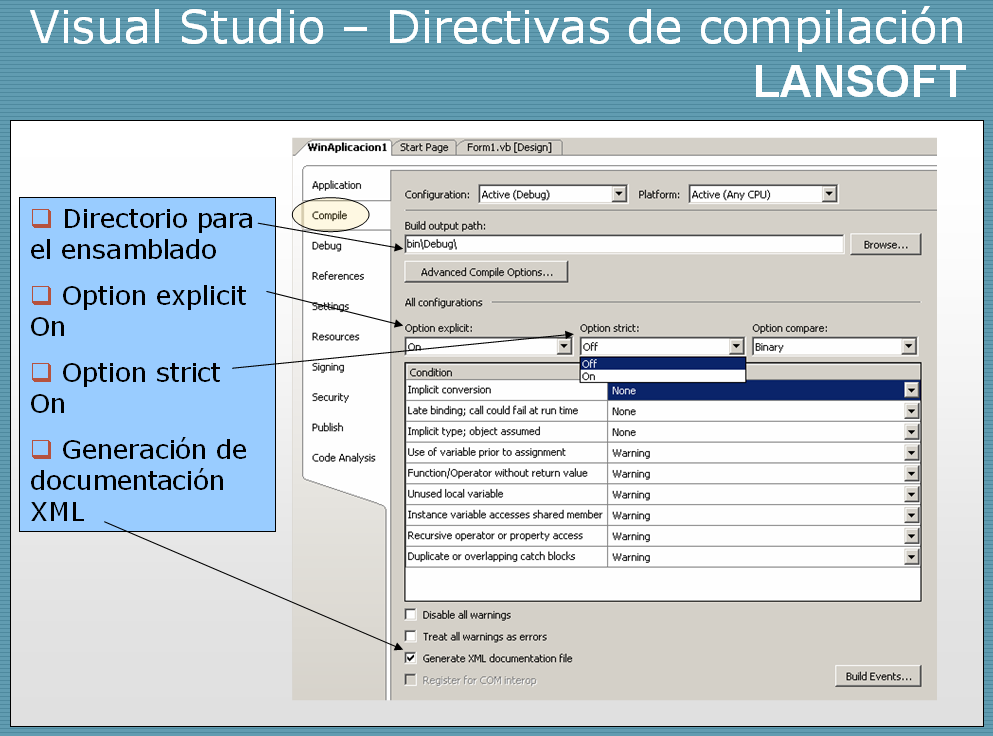 Visual Studio – Directivas de compilación
LANSOFT
Directorio para
el ensamblado
Option explicit
On
Option strict
On
Generación de
documentación
XML
WinAplicacion1
Start Page
Form1.vb [Design]
Application
Compile
Debug
References
Settings
Resources
Signing
Security
Publish
Code Analysis
Configuration: Active (Debug) Platform: Active (Any CPU)
Build output path:
bin\Debug\ Browse...
Advanced Compile Options...
All configurations
Option explicit: Option strict: Option compare:
On Off Binary
Off
On
Condition
Implicit conversion None
Late binding; call could fail at run time None
Implicit type; object assumed None
Use of variable prior to assignment Warning
Function/Operator without return value Warning
Unused local variable Warning
Instance variable accesses shared member Warning
Recursive operator or property access Warning
Duplicate or overlapping catch blocks Warning
Disable all warnings
Treat all warnings as errors
Generate XML documentation file
Register for COM interop
Build Events...